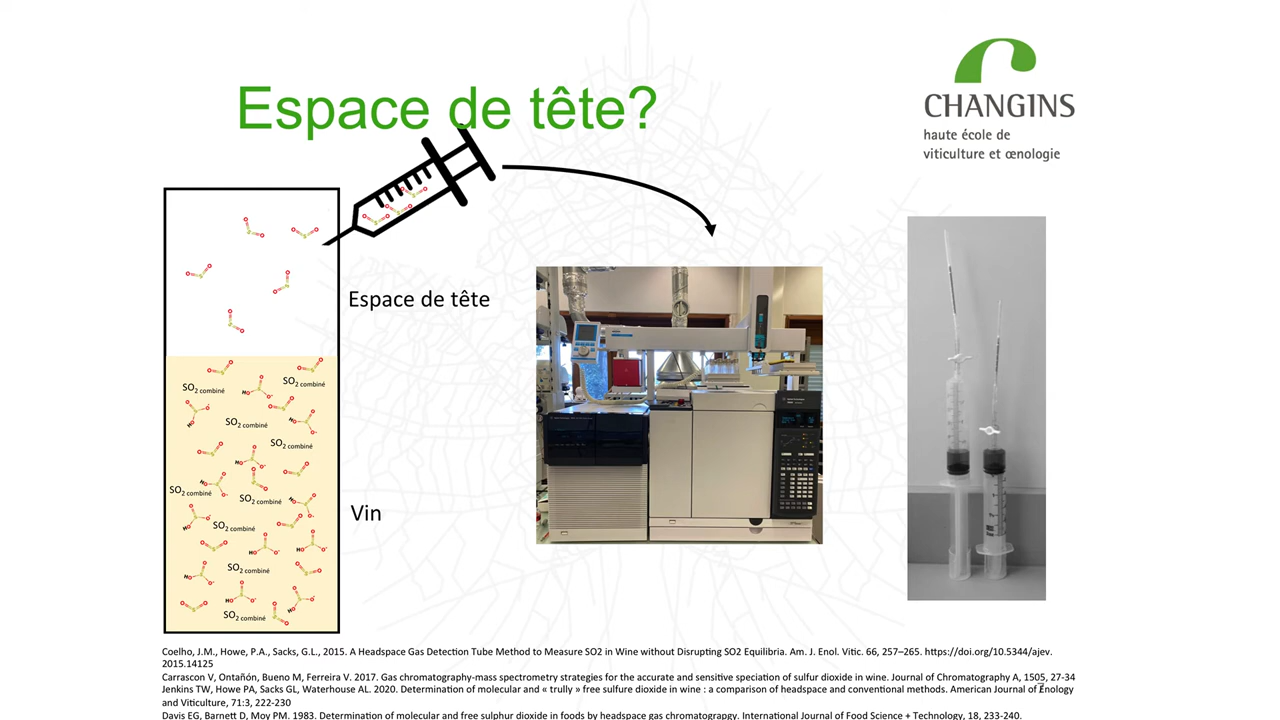 Espace de tête?
CHANGINS
haute école de
viticulture et œnologie
Espace de tête
SO2 combiné
SO2 combiné
SO2 combiné
SO2 combiné
SO2 combiné
SO2 combiné
SO2 combiné
SO2 combiné
SO2 combiné
Vin
Coelho, J.M., Howe, P.A., Sacks, G.L., 2015. A Headspace Gas Detection Tube Method to Measure SO2 in Wine without Disrupting SO2 Equilibria. Am. J. Enol. Vitic. 66, 257–265. https://doi.org/10.5344/ajev.
2015.14125
Carrascon V, Ontañón, Bueno M, Ferreira V. 2017. Gas chromatography-mass spectrometry strategies for the accurate and sensitive speciation of sulfur dioxide in wine. Journal of Chromatography A, 1505, 27-34
Jenkins TW, Howe PA, Sacks GL, Waterhouse AL. 2020. Determination of molecular and « trully » free sulfure dioxide in wine : a comparison of headspace and conventional methods. American Journal of Enology
and Viticulture, 71:3, 222-230
Davis EG, Barnett D, Moy PM. 1983. Determination of molecular and free sulphur dioxide in foods by headspace gas chromatograpgy. International Journal of Food Science + Technology, 18, 233-240.